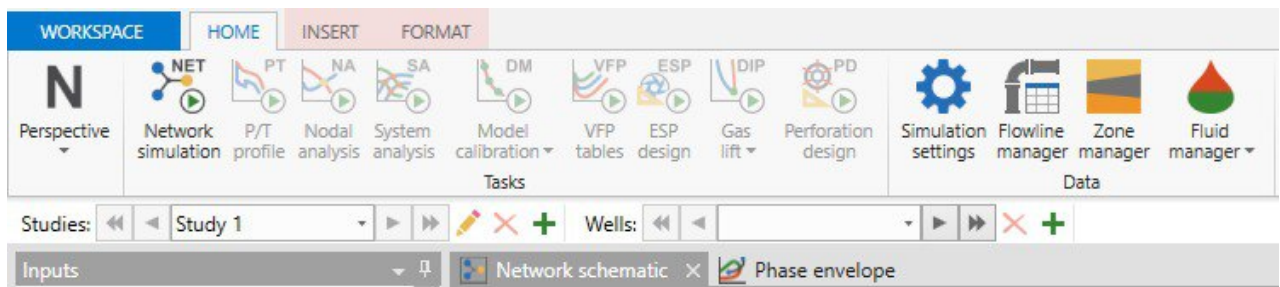 WORKSPACE HOME INSERT FORMAT
N NET PT NA SA DM VFP ESP DIP PD
Perspective Network P/T Nodal System Model VFP ESP Gas Perforation Simulation Flowline Zone Fluid
simulation profile analysis analysis calibration tables design lift design settings manager manager manager
Tasks Data
Studies: Study 1 Wells:
Inputs Network schematic Phase envelope